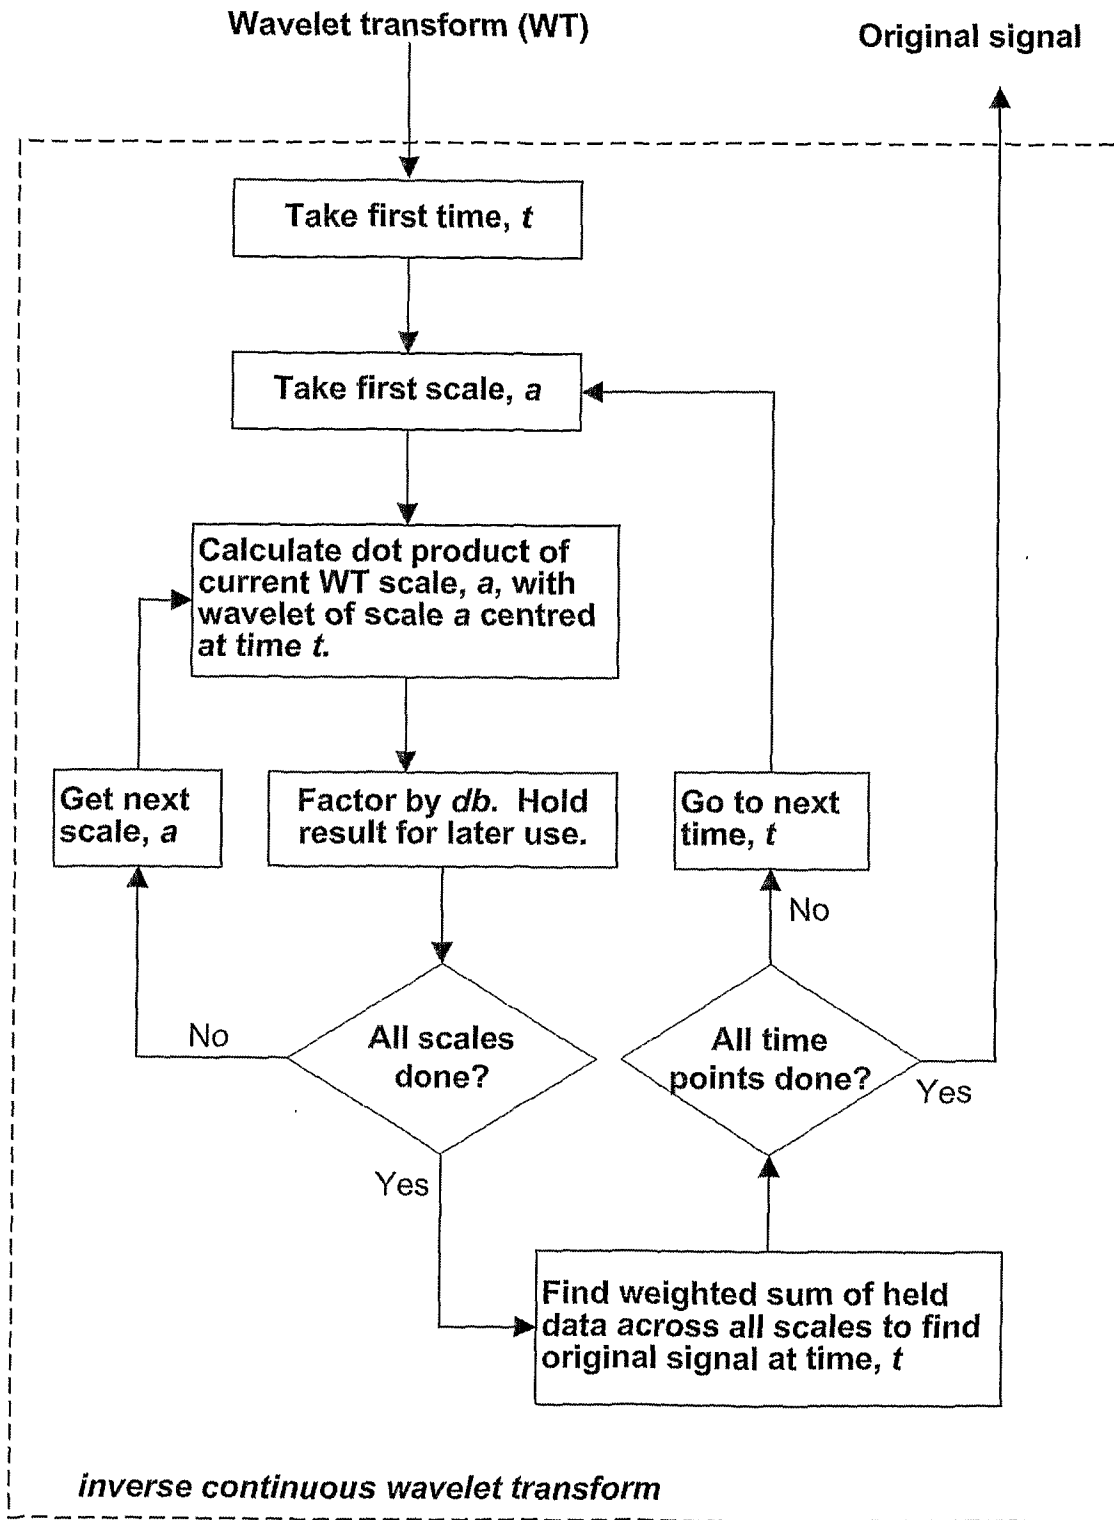 Wavelet transform (WT)
Original signal
Take first time, t
Take first scale, a
Calculate dot product of
current WT scale, a, with
wavelet of scale a centred
at time t.
Get next
scale, a
Factor by db. Hold
result for later use.
Go to next
time, t
No
No
All scales
done?
All time
points done?
Yes
Yes
Find weighted sum of held
data across all scales to find
original signal at time, t
inverse continuous wavelet transform